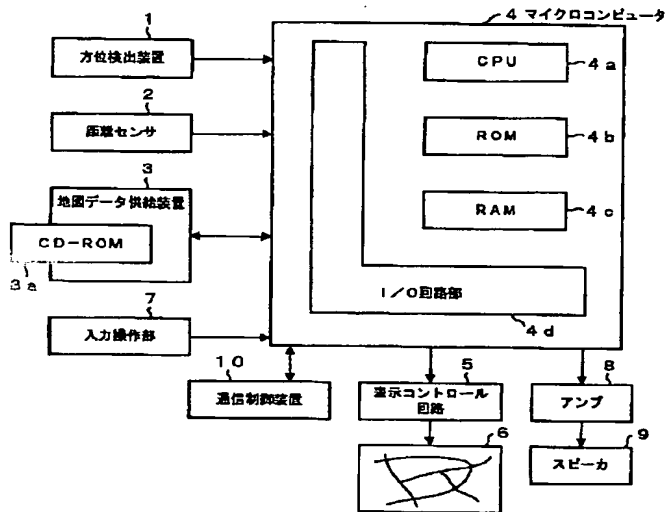 4 マイクロコンピュータ
1
方位検出装置
CPU
4a
2
距離センサ
ROM
4b
3
地図データ供給装置
CD-ROM
3a
RAM
4c
I/O回路部
4d
7
入力操作部
10
通信制御装置
5
表示コントロール
回路
8
アンプ
6
9
スピーカ